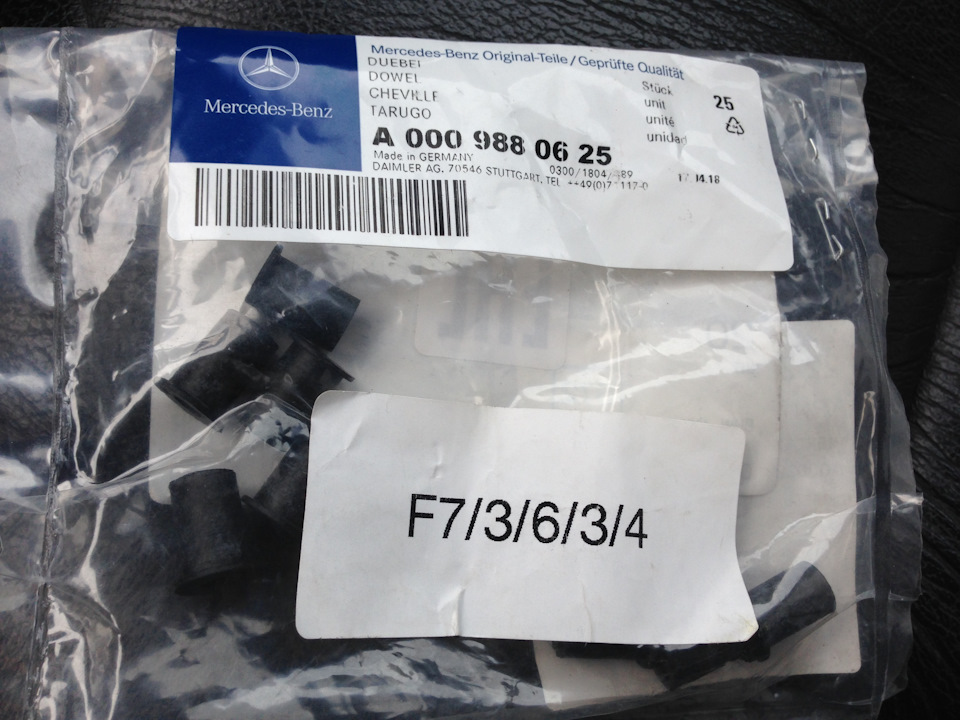 Mercedes-Benz
Mercedes-Benz Original-Teile/Geprüfte Qualität
DUEBEL
DOWEL
CHEVILLE
TARUGO
Stück
unit
unité
unidad
25
A 000 988 06 25
Made in GERMANY
0300/1804/
DAIMLER AG, 70546 STUTTGART, TEL
F7/3/6/3/4